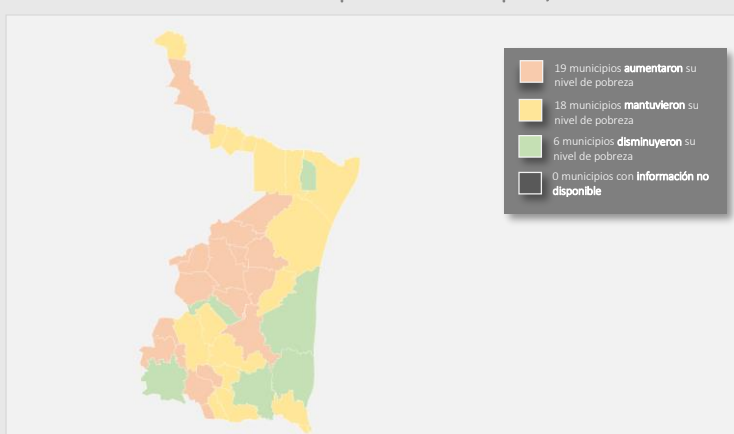 19 municipios aumentaron su
nivel de pobreza
18 municipios mantuvieron su
nivel de pobreza
6 municipios disminuyeron su
nivel de pobreza
0 municipios con información no
disponible